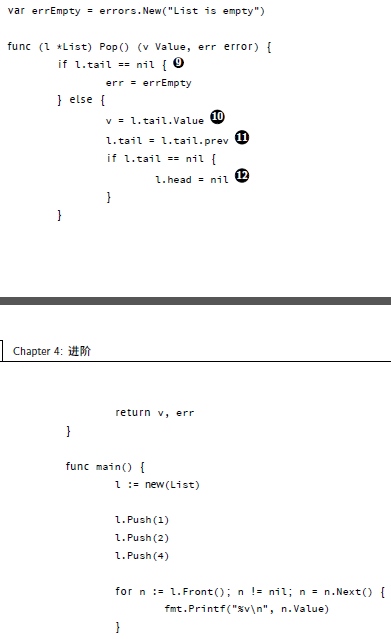 var errEmpty = errors.New("List is empty")
func (l *List) Pop() (v Value, err error) {
if l.tail == nil { 9
err = errEmpty
} else {
v = l.tail.Value 10
l.tail = l.tail.prev 11
if l.tail == nil {
l.head = nil 12
}
}
Chapter 4: 进阶
return v, err
}
func main() {
l := new(List)
l.Push(1)
l.Push(2)
l.Push(4)
for n := l.Front(); n != nil; n = n.Next() {
fmt.Printf("%v\n", n.Value)
}